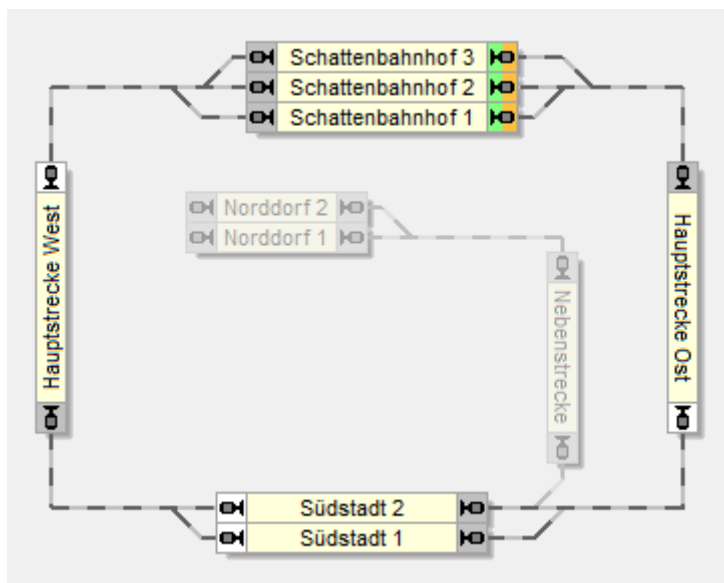 Schattenbahnhof 3
Schattenbahnhof 2
Schattenbahnhof 1
Norddorf 2
Norddorf 1
Hauptstrecke West
Nebenstrecke
Hauptstrecke Ost
Südstadt 2
Südstadt 1